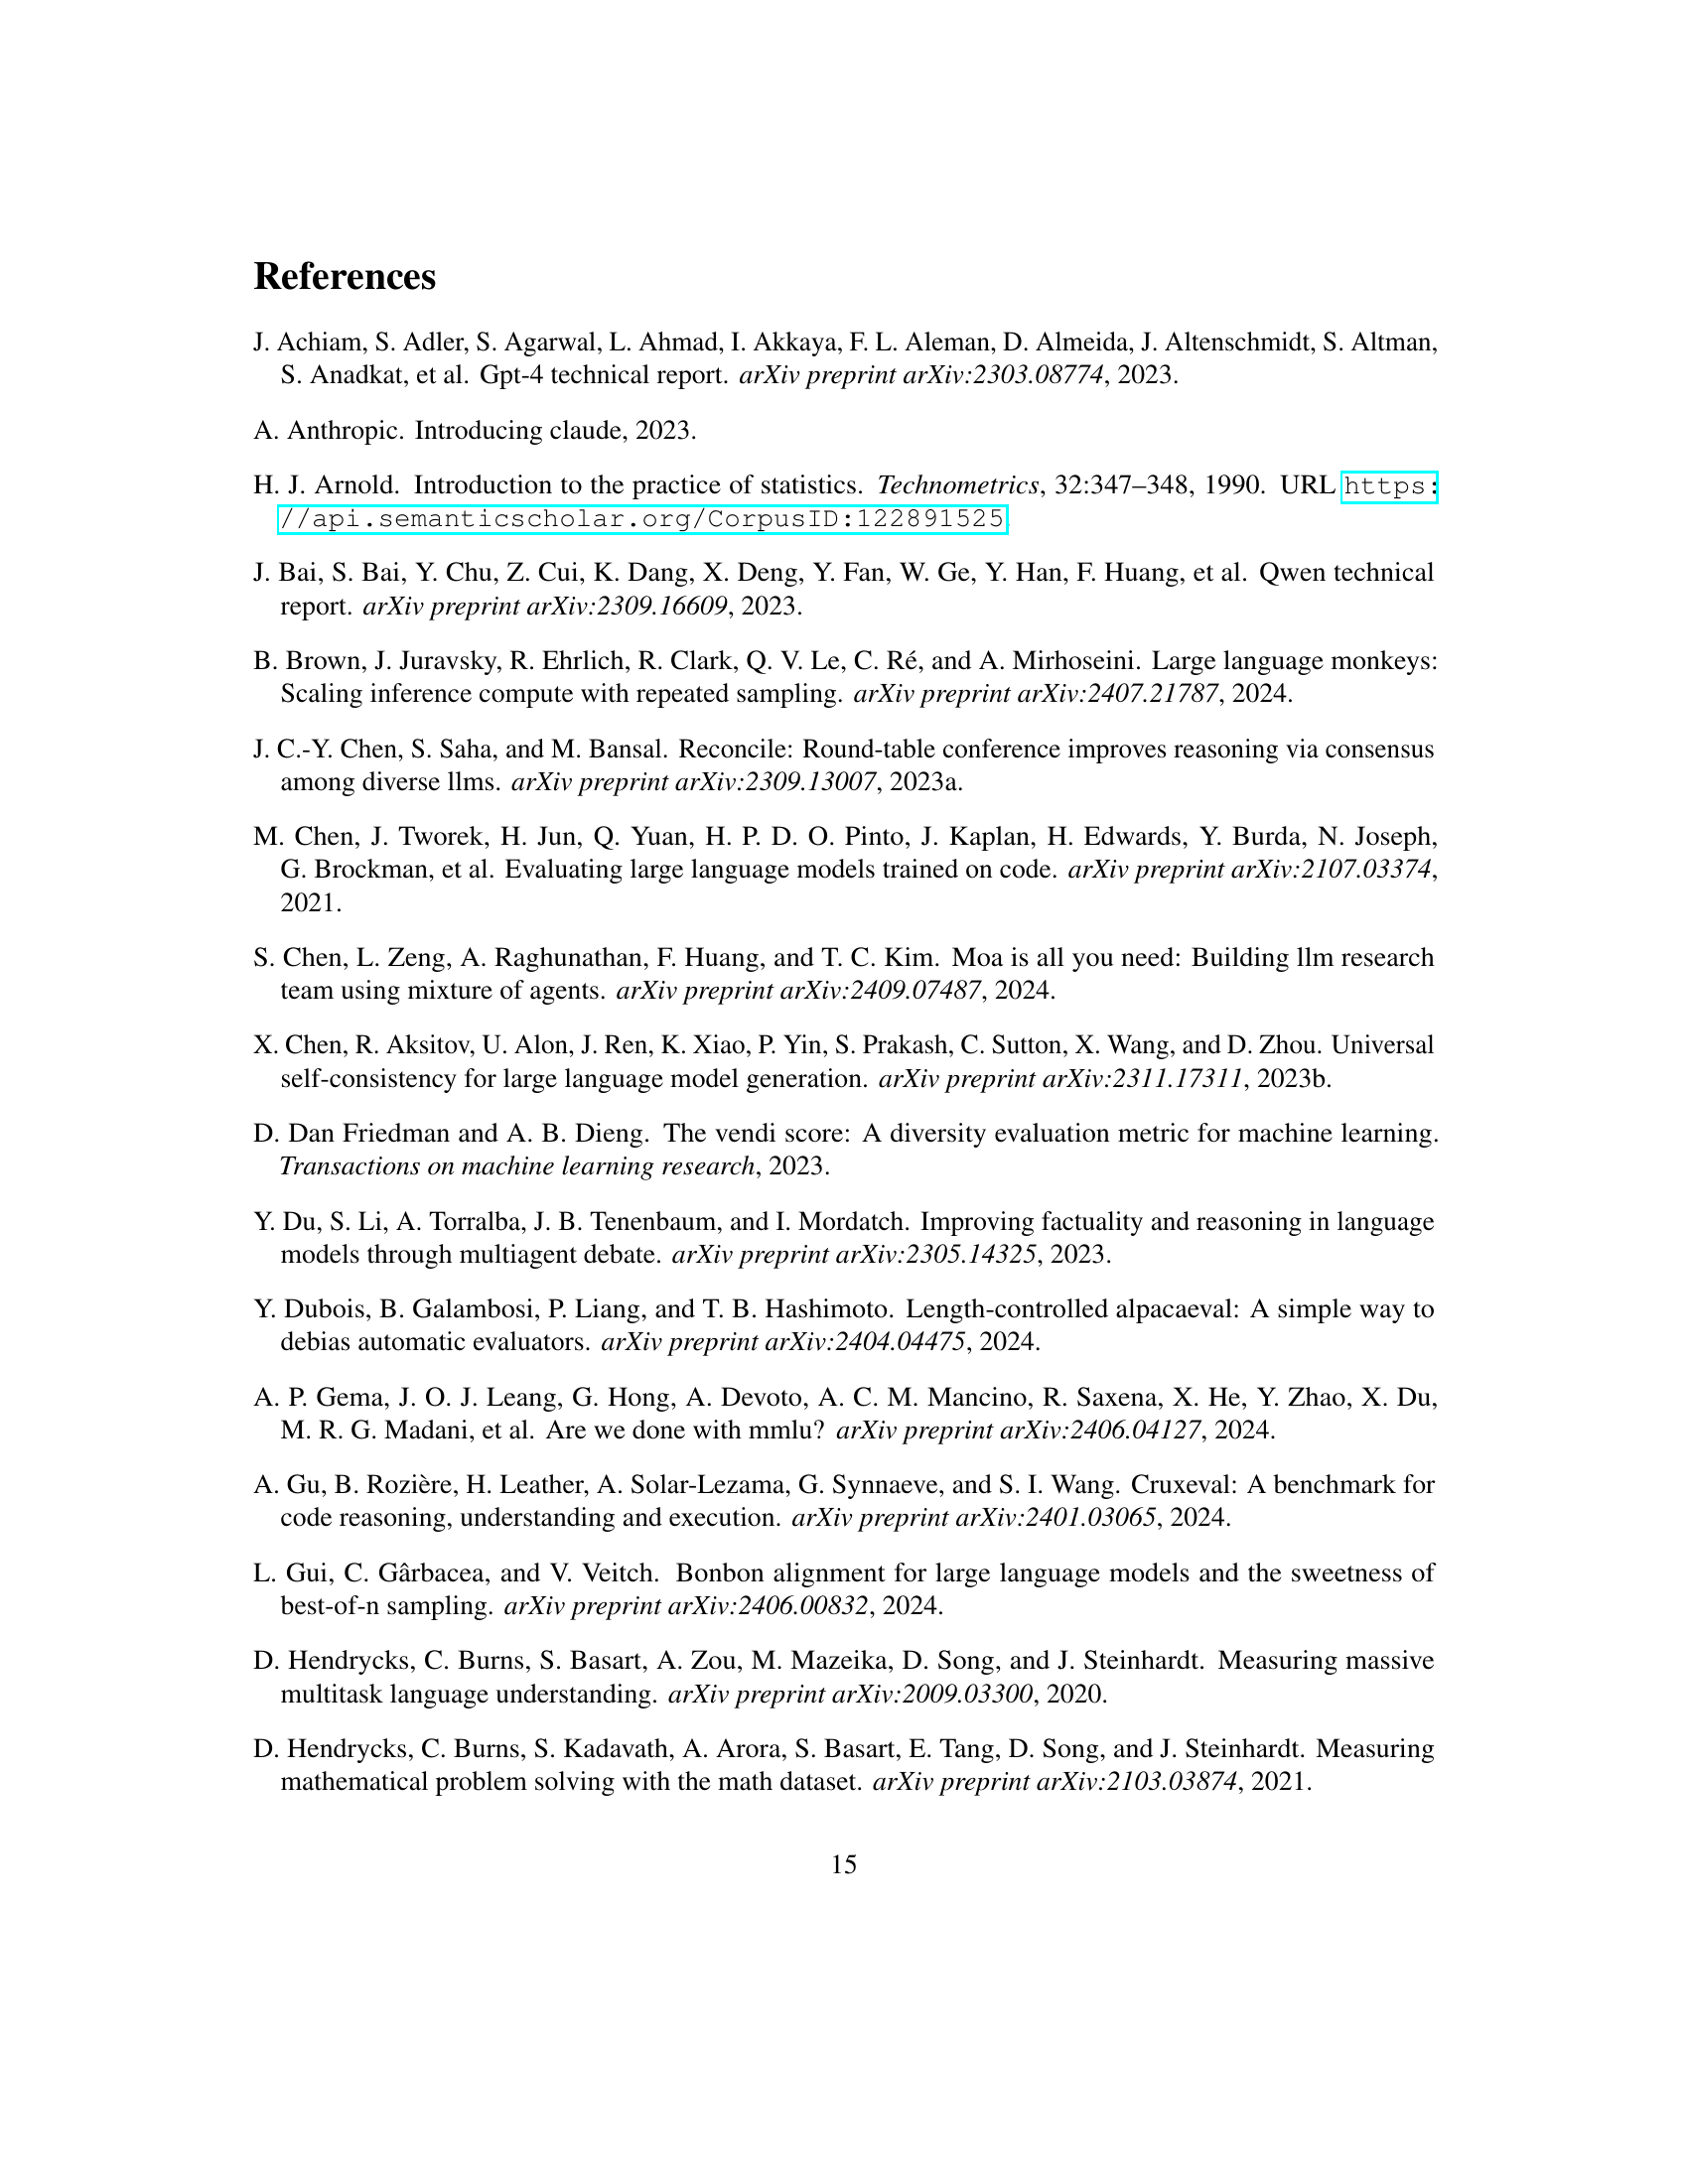 References
J. Achiam, S. Adler, S. Agarwal, L. Ahmad, I. Akkaya, F. L. Aleman, D. Almeida, J. Altenschmidt, S. Altman,
S. Anadkat, et al. Gpt-4 technical report. arXiv preprint arXiv:2303.08774, 2023.
A. Anthropic. Introducing claude, 2023.
H. J. Arnold. Introduction to the practice of statistics. Technometrics, 32:347–348, 1990. URL https:
//api.semanticscholar.org/CorpusID:122891525
J. Bai, S. Bai, Y. Chu, Z. Cui, K. Dang, X. Deng, Y. Fan, W. Ge, Y. Han, F. Huang, et al. Qwen technical
report. arXiv preprint arXiv:2309.16609, 2023.
B. Brown, J. Juravsky, R. Ehrlich, R. Clark, Q. V. Le, C. Ré, and A. Mirhoseini. Large language monkeys:
Scaling inference compute with repeated sampling. arXiv preprint arXiv:2407.21787, 2024.
J. C.-Y. Chen, S. Saha, and M. Bansal. Reconcile: Round-table conference improves reasoning via consensus
among diverse llms. arXiv preprint arXiv:2309.13007, 2023a.
M. Chen, J. Tworek, H. Jun, Q. Yuan, H. P. D. O. Pinto, J. Kaplan, H. Edwards, Y. Burda, N. Joseph,
G. Brockman, et al. Evaluating large language models trained on code. arXiv preprint arXiv:2107.03374,
2021.
S. Chen, L. Zeng, A. Raghunathan, F. Huang, and T. C. Kim. Moa is all you need: Building llm research
team using mixture of agents. arXiv preprint arXiv:2409.07487, 2024.
X. Chen, R. Aksitov, U. Alon, J. Ren, K. Xiao, P. Yin, S. Prakash, C. Sutton, X. Wang, and D. Zhou. Universal
self-consistency for large language model generation. arXiv preprint arXiv:2311.17311, 2023b.
D. Dan Friedman and A. B. Dieng. The vendi score: A diversity evaluation metric for machine learning.
Transactions on machine learning research, 2023.
Y. Du, S. Li, A. Torralba, J. B. Tenenbaum, and I. Mordatch. Improving factuality and reasoning in language
models through multiagent debate. arXiv preprint arXiv:2305.14325, 2023.
Y. Dubois, B. Galambosi, P. Liang, and T. B. Hashimoto. Length-controlled alpacaeval: A simple way to
debias automatic evaluators. arXiv preprint arXiv:2404.04475, 2024.
A. P. Gema, J. O. J. Leang, G. Hong, A. Devoto, A. C. M. Mancino, R. Saxena, X. He, Y. Zhao, X. Du,
M. R. G. Madani, et al. Are we done with mmlu? arXiv preprint arXiv:2406.04127, 2024.
A. Gu, B. Rozière, H. Leather, A. Solar-Lezama, G. Synnaeve, and S. I. Wang. Cruxeval: A benchmark for
code reasoning, understanding and execution. arXiv preprint arXiv:2401.03065, 2024.
L. Gui, C. Gârbacea, and V. Veitch. Bonbon alignment for large language models and the sweetness of
best-of-n sampling. arXiv preprint arXiv:2406.00832, 2024.
D. Hendrycks, C. Burns, S. Basart, A. Zou, M. Mazeika, D. Song, and J. Steinhardt. Measuring massive
multitask language understanding. arXiv preprint arXiv:2009.03300, 2020.
D. Hendrycks, C. Burns, S. Kadavath, A. Arora, S. Basart, E. Tang, D. Song, and J. Steinhardt. Measuring
mathematical problem solving with the math dataset. arXiv preprint arXiv:2103.03874, 2021.
15